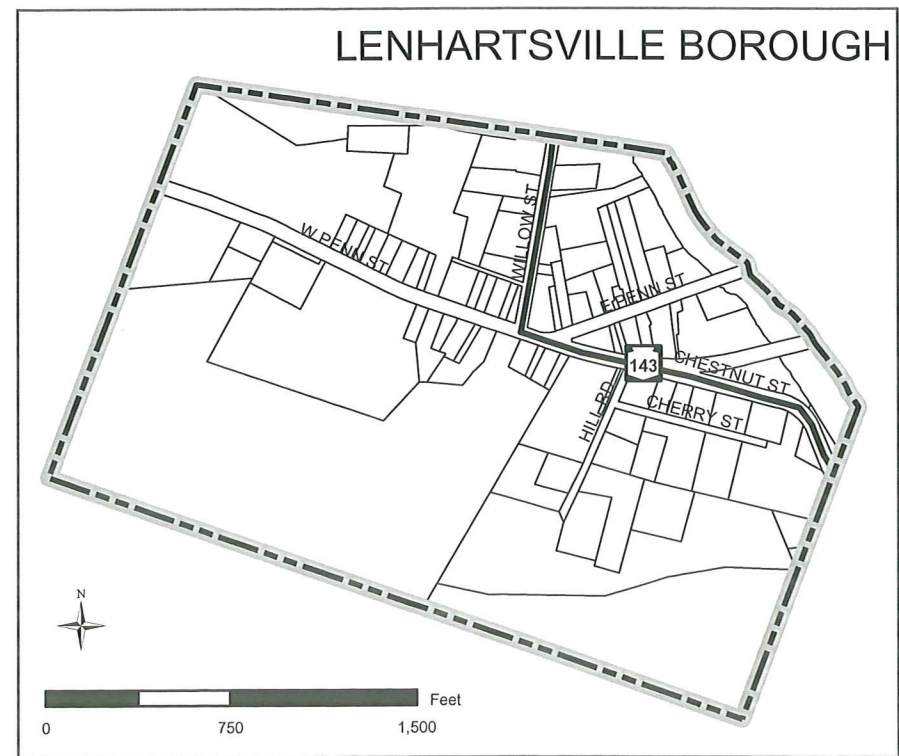 LENHARTSVILLE BOROUGH
WILLOW ST
W PENN ST
E PENN ST
143
CHESTNUT ST
HILL RD
CHERRY ST
N
Feet
0 750 1,500